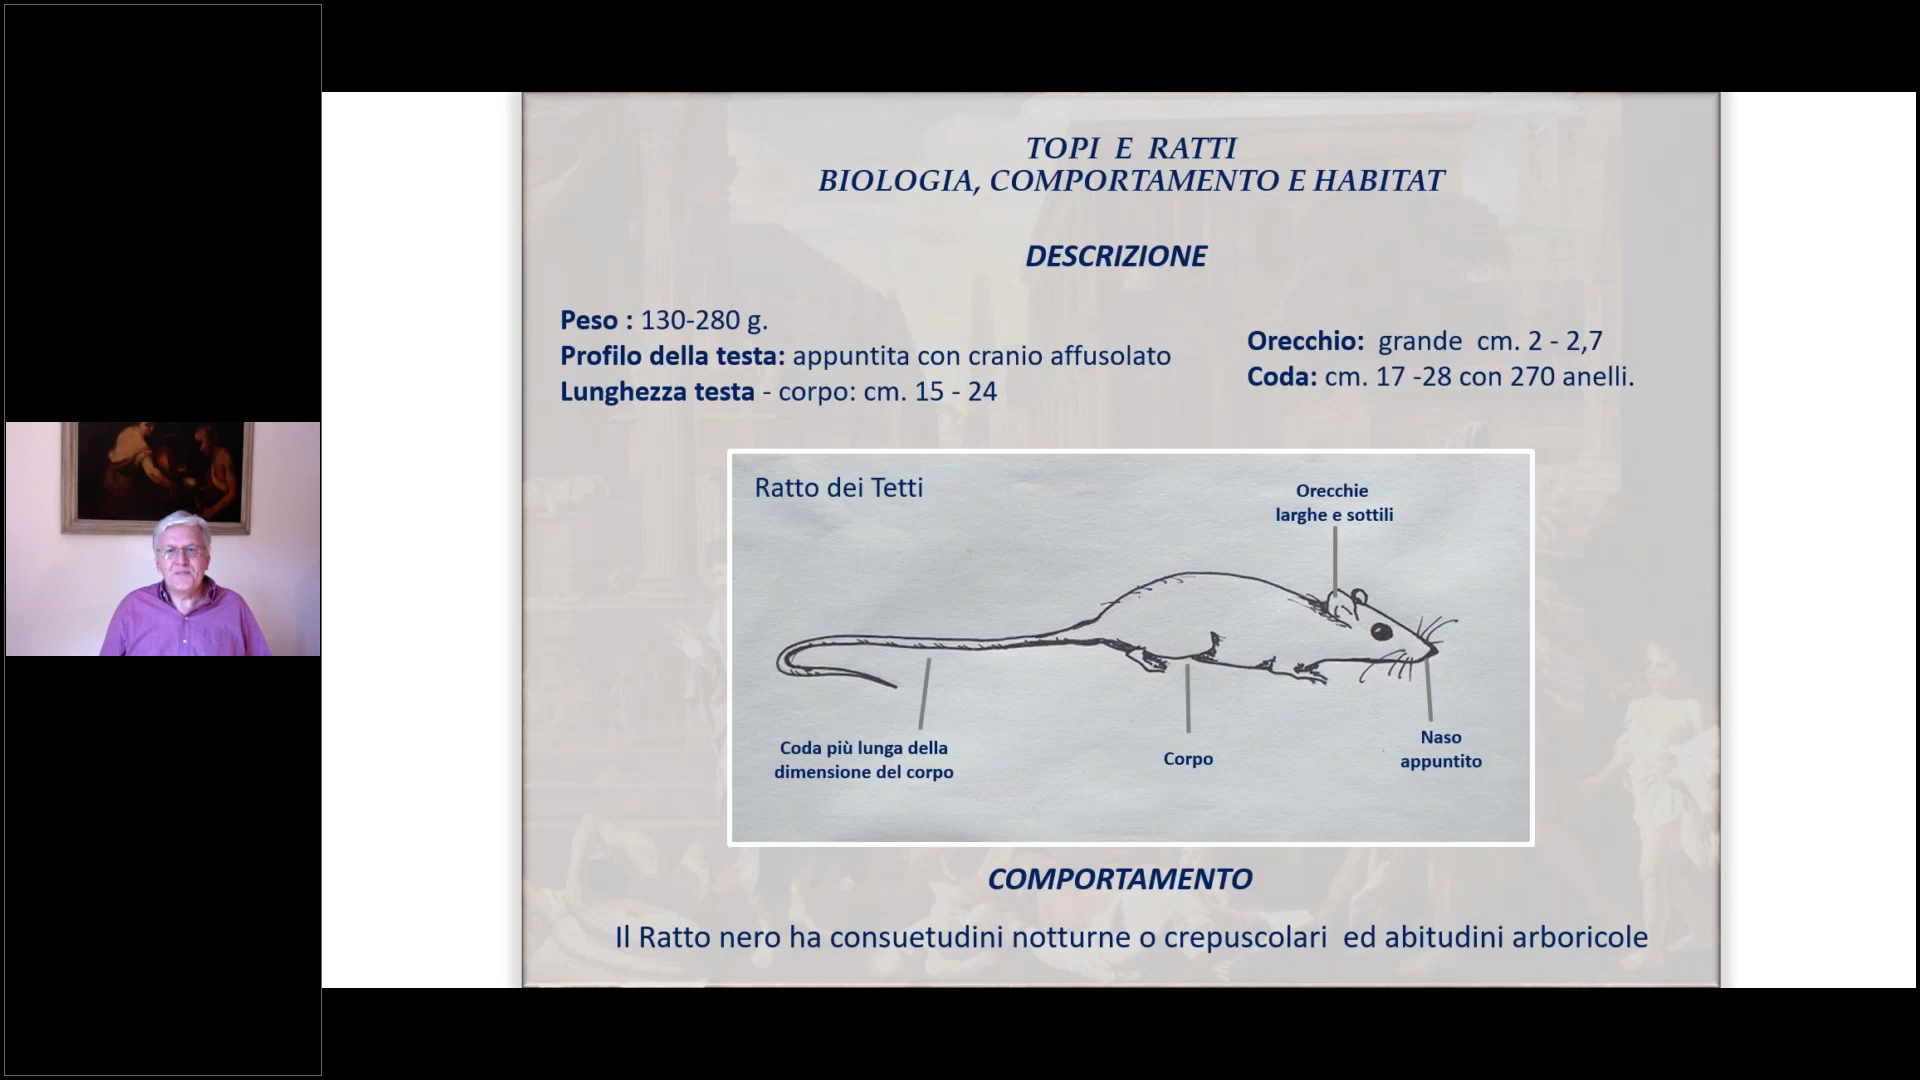 TOPI E RATTI
BIOLOGIA, COMPORTAMENTO E HABITAT
DESCRIZIONE
Peso : 130-280 g.
Profilo della testa: appuntita con cranio affusolato
Lunghezza testa - corpo: cm. 15 - 24
Orecchio: grande cm. 2 - 2,7
Coda: cm. 17 -28 con 270 anelli.
Ratto dei Tetti
Orecchie
larghe e sottili
Coda più lunga della
dimensione del corpo
Corpo
Naso
appuntito
COMPORTAMENTO
Il Ratto nero ha consuetudini notturne o crepuscolari ed abitudini arboricole